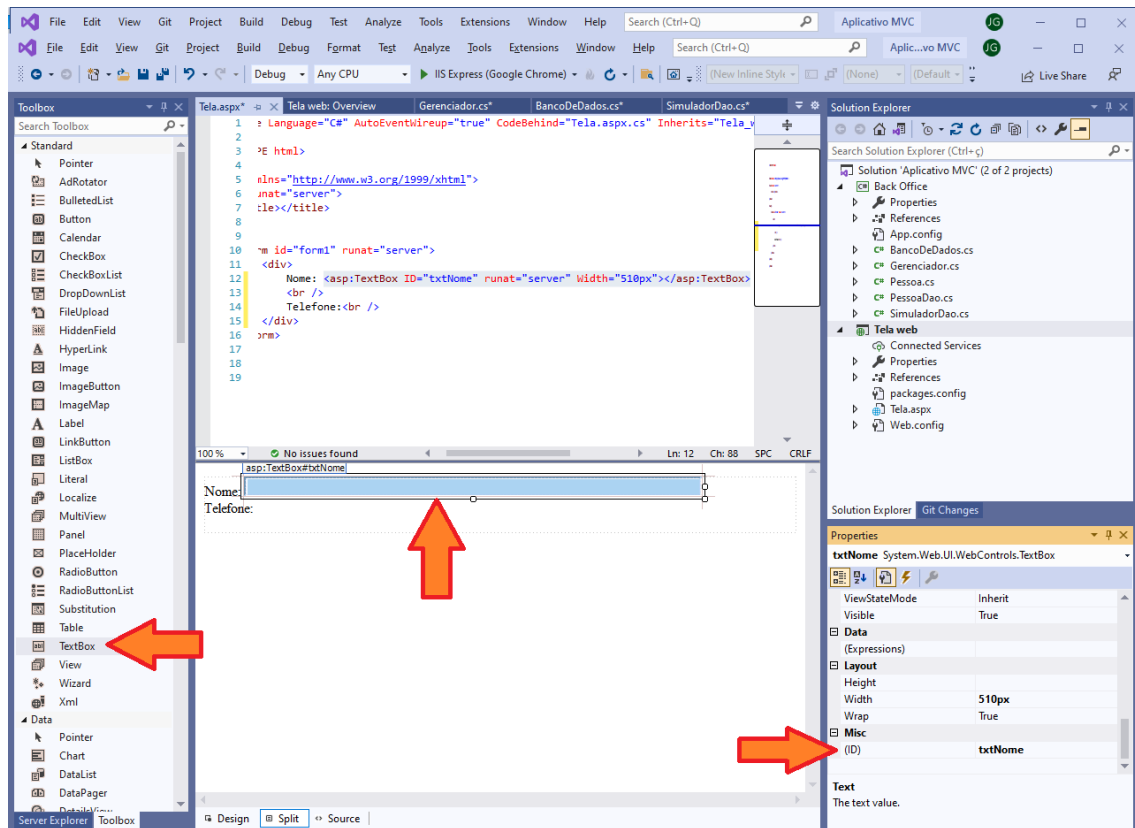 File Edit View Git Project Build Debug Test Analyze Tools Extensions Window Help Search (Ctrl+Q) Aplicativo MVC JG
File Edit View Git Project Build Debug Format Test Analyze Tools Extensions Window Help Search (Ctrl+Q) Aplic...vo MVC JG
Debug Any CPU IIS Express (Google Chrome) (New Inline Style (None) (Default Live Share
Toolbox
Search Toolbox
Standard
Pointer
AdRotator
BulletedList
Button
Calendar
CheckBox
CheckBoxList
DropDownList
FileUpload
HiddenField
HyperLink
Image
ImageButton
ImageMap
Label
LinkButton
ListBox
Literal
Localize
MultiView
Panel
PlaceHolder
RadioButton
RadioButtonList
Substitution
Table
TextBox
View
Wizard
Xml
Data
Pointer
Chart
DataList
DataPager
DetailsView
Server Explorer Toolbox
Tela.aspx* Tela web: Overview Gerenciador.cs* BancoDeDados.cs* SimuladorDao.cs*
1 e Language="C#" AutoEventWireup="true" CodeBehind="Tela.aspx.cs" Inherits="Tela_w
2
3 PE html>
4
5 mlns="http://www.w3.org/1999/xhtml">
6 unat="server">
7 tle></title>
8
9
10 rm id="form1" runat="server">
11 <div>
12 Nome: <asp:TextBox ID="txtNome" runat="server" Width="510px"></asp:TextBox>
13 <br />
14 Telefone:<br />
15 </div>
16 orm>
17
18
19
100 % No issues found Ln: 12 Ch: 88 SPC CRLF
asp:TextBox#txtNome
Nome:
Telefone:
Design Split Source
Solution Explorer
Search Solution Explorer (Ctrl+ç)
Solution 'Aplicativo MVC' (2 of 2 projects)
C# Back Office
Properties
References
App.config
C# BancoDeDados.cs
C# Gerenciador.cs
C# Pessoa.cs
C# PessoaDao.cs
C# SimuladorDao.cs
Tela web
Connected Services
Properties
References
packages.config
Tela.aspx
Web.config
Solution Explorer Git Changes
Properties
txtNome System.Web.UI.WebControls.TextBox
ViewStateMode Inherit
Visible True
Data
(Expressions)
Layout
Height
Width 510px
Wrap True
Misc
(ID) txtNome
Text
The text value.